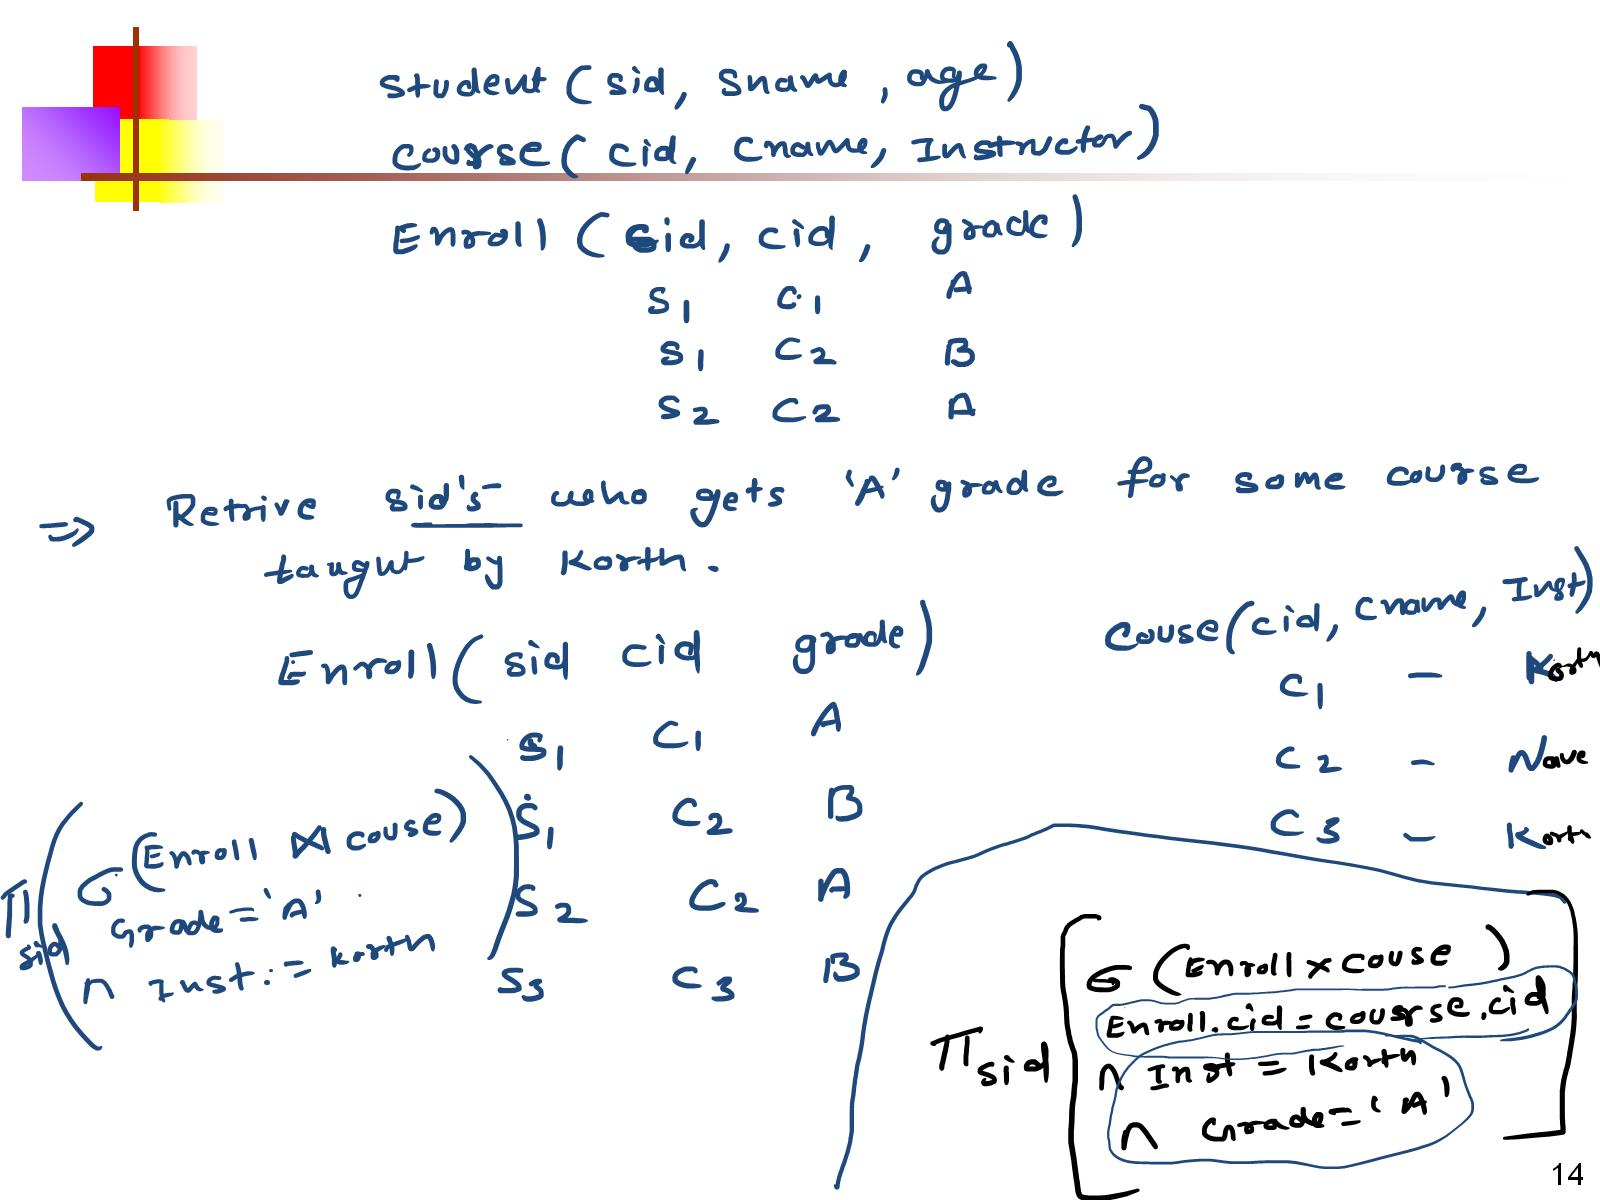 Student ( sid, Sname , age )
course ( cid, Cname, Instructor )
Enroll ( sid, cid, grade )
S1 C1 A
S1 C2 B
S2 C2 A
⇒ Retrive sid's who gets 'A' grade for some course
taught by Korth.
Enroll ( sid cid grade )
S1 C1 A
S1 C2 B
S2 C2 A
S3 C3 B
Couse ( cid, Cname, Inst )
C1 – Korth
C2 – Nave
C3 – Korth
π sid ( σ (Enroll ⋈ couse)
Grade = 'A'
∩ Inst. = korth )
π sid [ σ ( Enroll × couse )
Enroll.cid = course.cid
∩ Inst = Korth
∩ Grade = 'A' ]
14